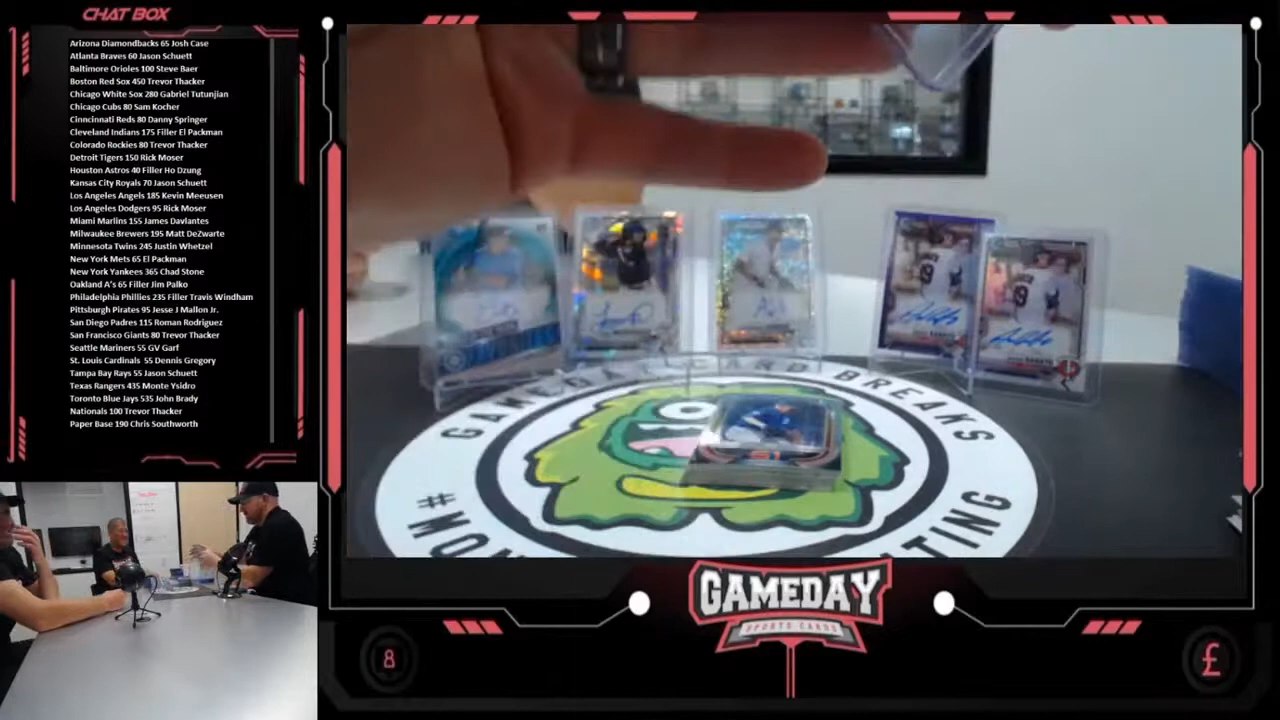 CHAT BOX
Arizona Diamondbacks 65 Josh Case
Atlanta Braves 60 Jason Schuett
Baltimore Orioles 100 Steve Baer
Boston Red Sox 450 Trevor Thacker
Chicago White Sox 280 Gabriel Tutunjian
Chicago Cubs 80 Sam Kocher
Cinncinnati Reds 80 Danny Springer
Cleveland Indians 175 Filler El Packman
Colorado Rockies 80 Trevor Thacker
Detroit Tigers 150 Rick Moser
Houston Astros 40 Filler Ho Dzung
Kansas City Royals 70 Jason Schuett
Los Angeles Angels 185 Kevin Meeusen
Los Angeles Dodgers 95 Rick Moser
Miami Marlins 155 James Davlantes
Milwaukee Brewers 195 Matt DeZwarte
Minnesota Twins 245 Justin Whetzel
New York Mets 65 El Packman
New York Yankees 365 Chad Stone
Oakland A's 65 Filler Jim Palko
Philadelphia Phillies 235 Filler Travis Windham
Pittsburgh Pirates 95 Jesse J Mallon Jr.
San Diego Padres 115 Roman Rodriguez
San Francisco Giants 80 Trevor Thacker
Seattle Mariners 55 GV Garf
St. Louis Cardinals 55 Dennis Gregory
Tampa Bay Rays 55 Jason Schuett
Texas Rangers 435 Monte Ysidro
Toronto Blue Jays 535 John Brady
Nationals 100 Trevor Thacker
Paper Base 190 Chris Southworth
CARD BREAKS
GAMEDAY
SPORTS CARDS
8
£